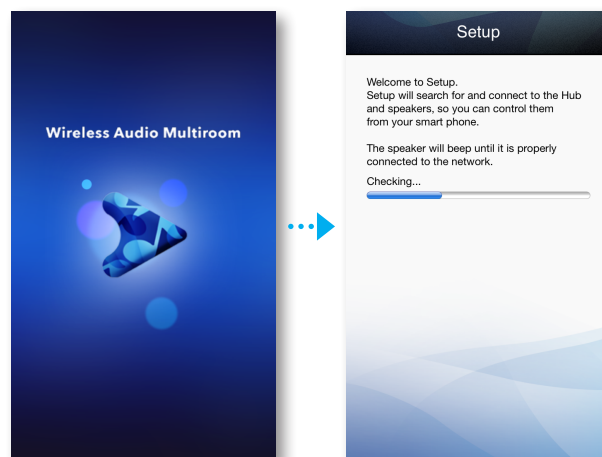 Wireless Audio Multiroom
Setup
Welcome to Setup.
Setup will search for and connect to the Hub
and speakers, so you can control them
from your smart phone.
The speaker will beep until it is properly
connected to the network.
Checking...